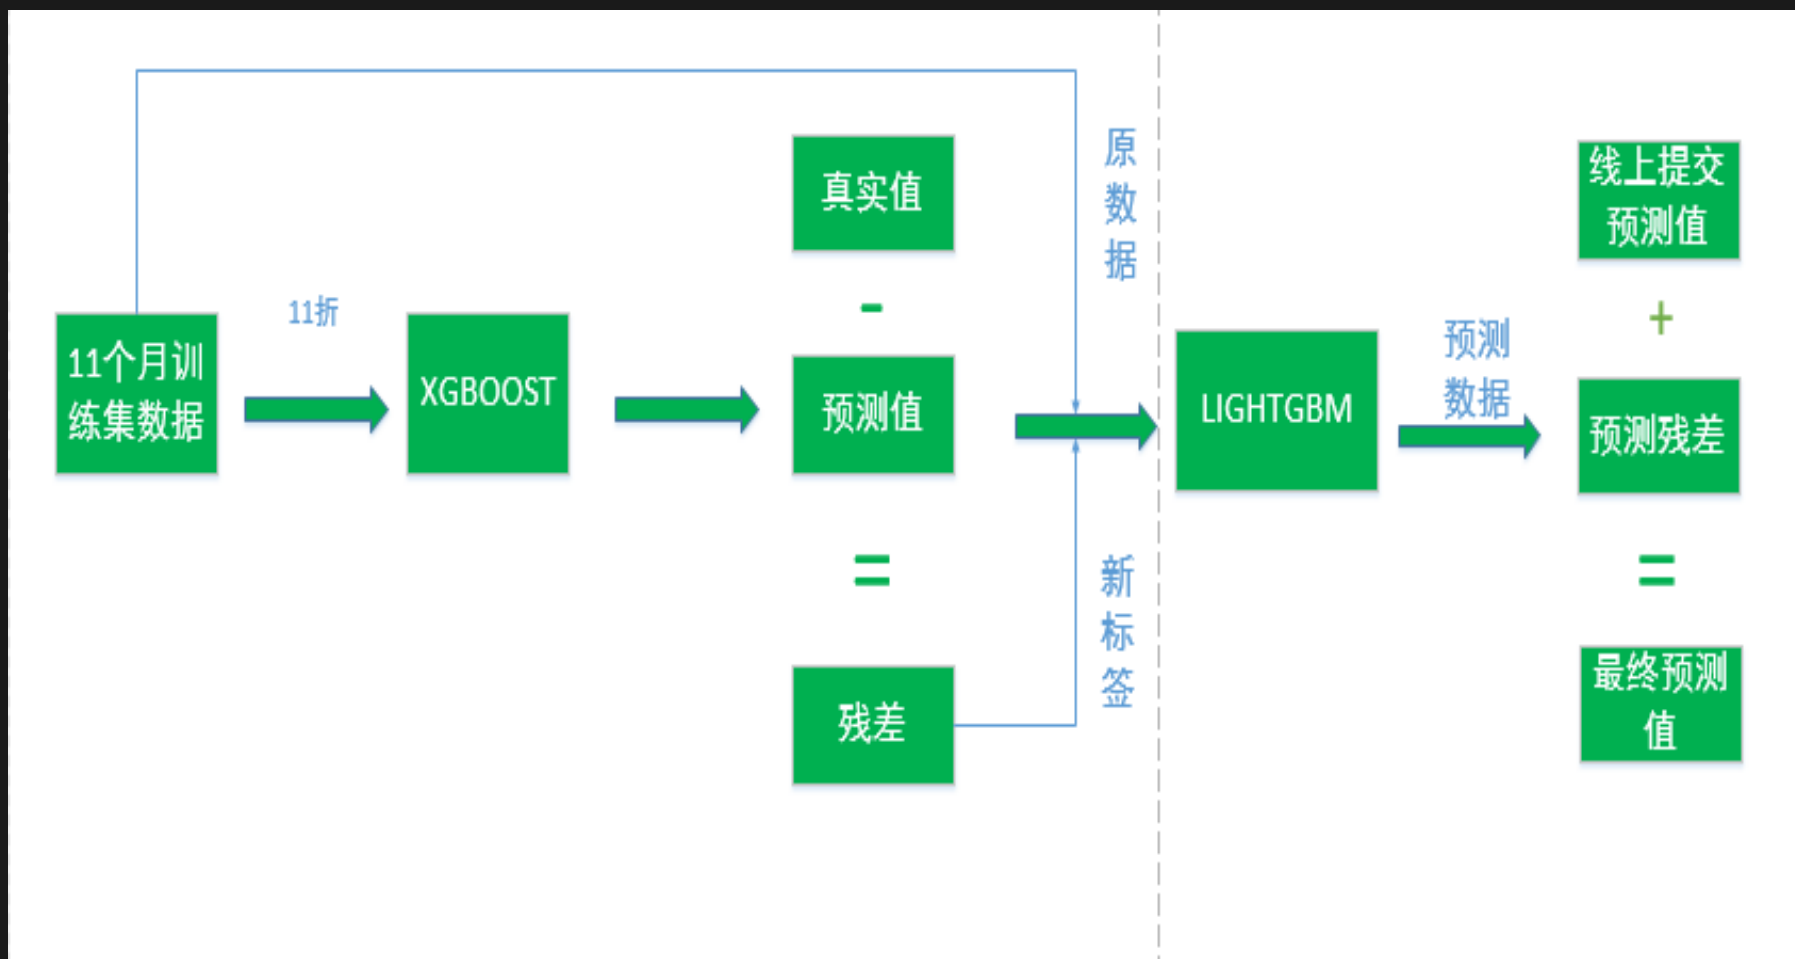 11个月训
练集数据
11折
XGBOOST
真实值
-
预测值
=
残差
原
数
据
新
标
签
LIGHTGBM
预测
数据
线上提交
预测值
+
预测残差
=
最终预测
值